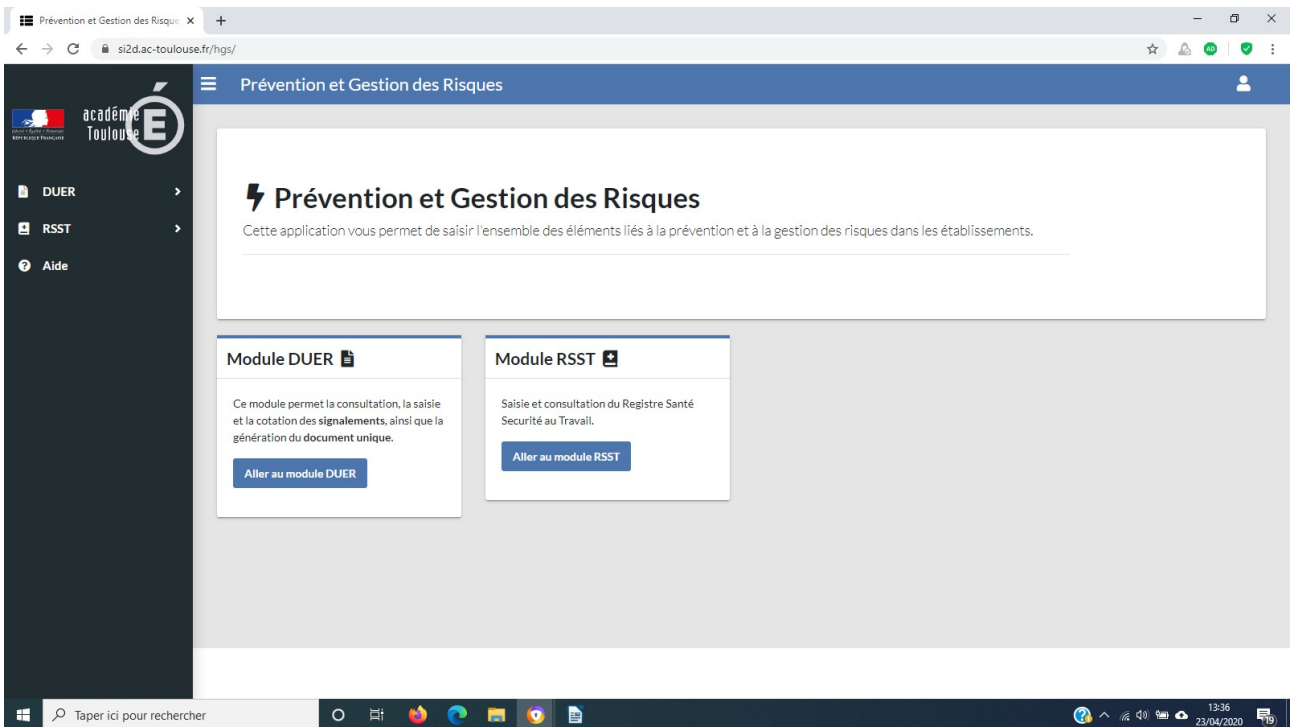 Prévention et Gestion des Risque
si2d.ac-toulouse.fr/hgs/
Prévention et Gestion des Risques
académie
Toulouse
RÉPUBLIQUE FRANÇAISE
DUER
RSST
Aide
Prévention et Gestion des Risques
Cette application vous permet de saisir l'ensemble des éléments liés à la prévention et à la gestion des risques dans les établissements.
Module DUER
Ce module permet la consultation, la saisie
et la cotation des signalements, ainsi que la
génération du document unique.
Aller au module DUER
Module RSST
Saisie et consultation du Registre Santé
Securité au Travail.
Aller au module RSST
Taper ici pour rechercher
13:36
23/04/2020
19